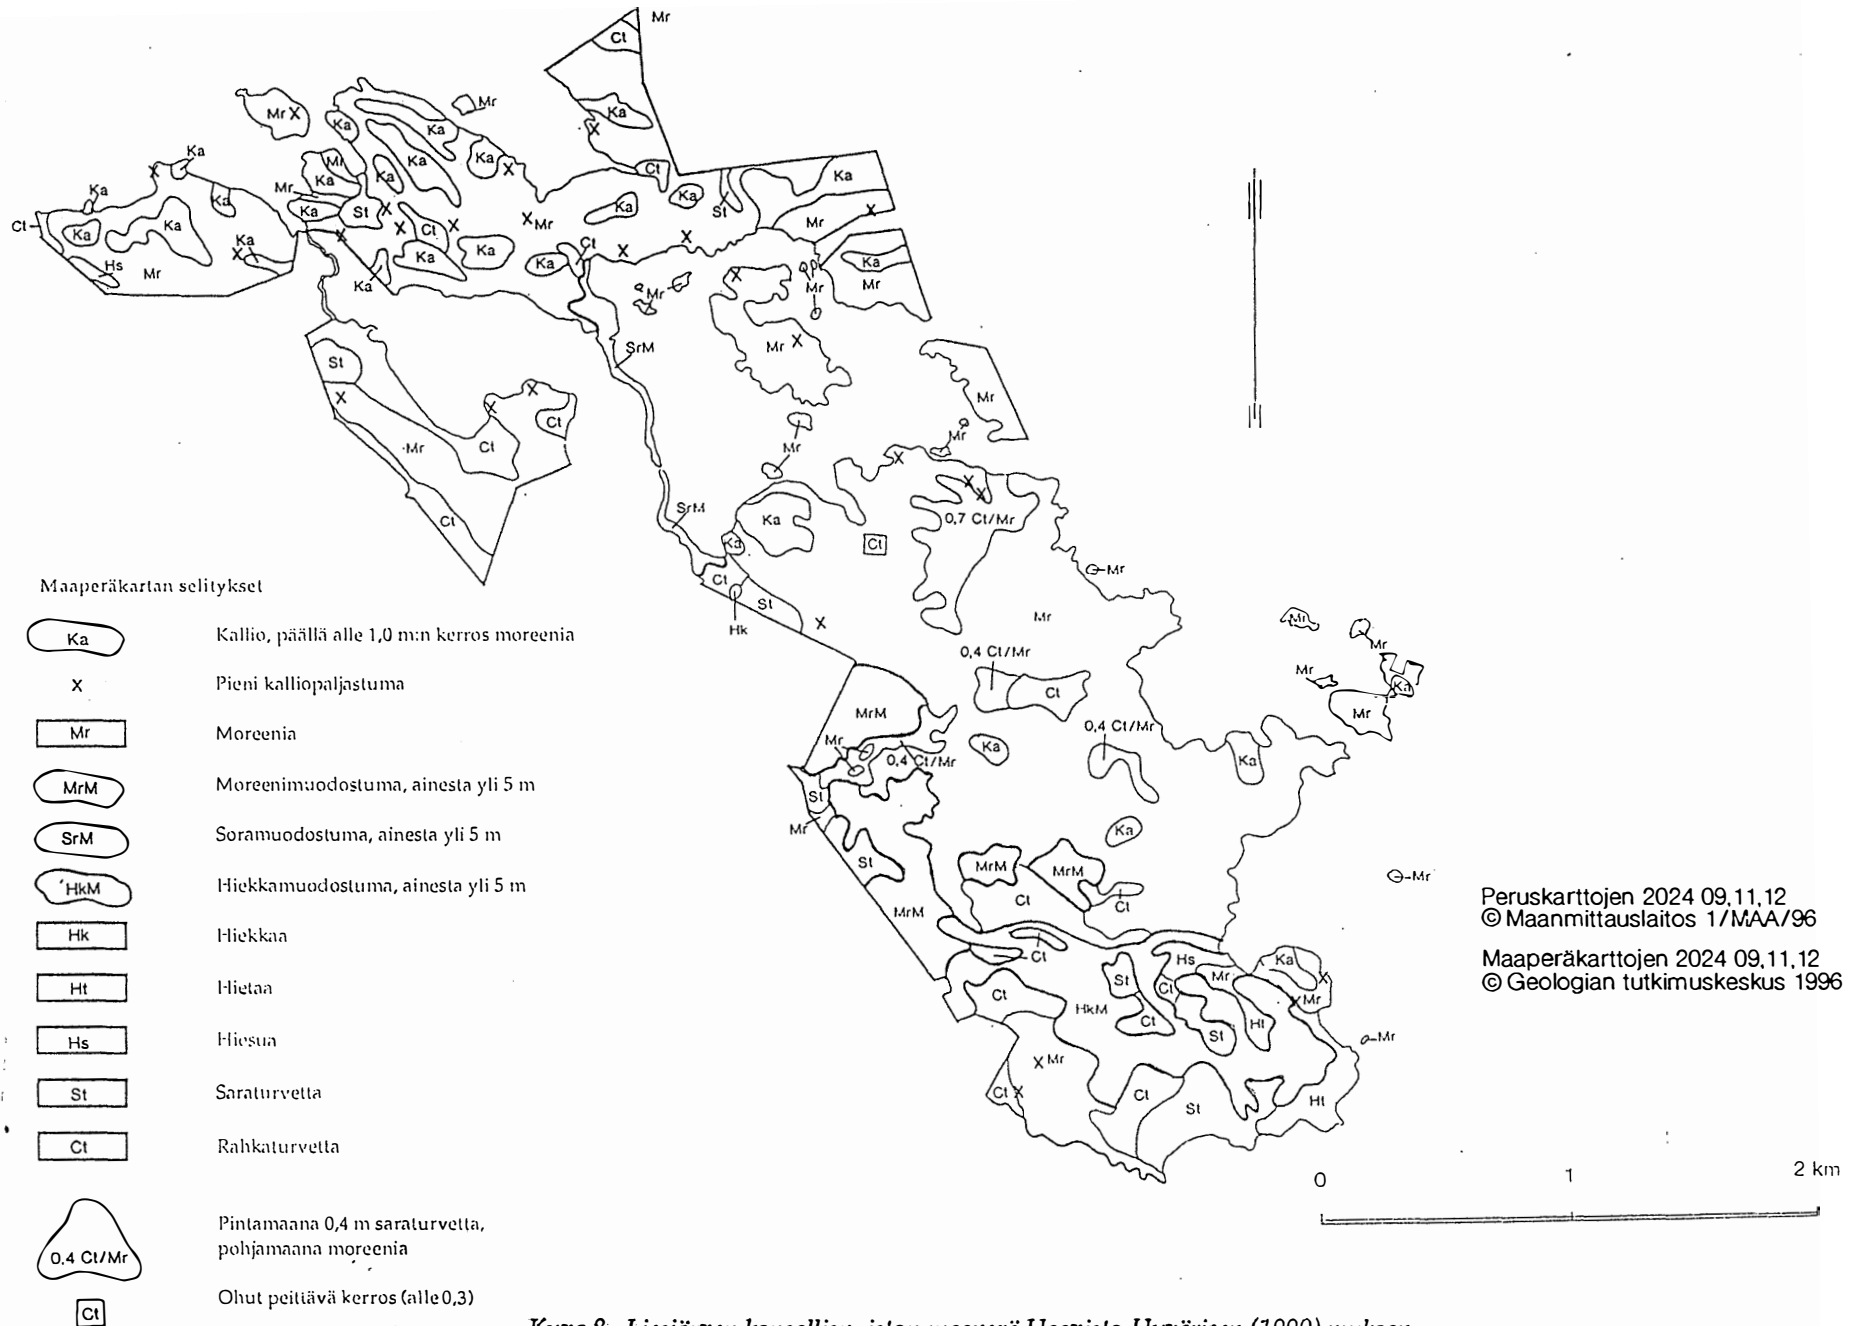 Mr
Ct
Ka
Mr
Mr X
Ka
Ka
Ka
Ka
Mr
Ka
Ka
Ct
Ka
Ka
Ka
Ct
Ka
Ka
Ka
Mr
Ka
St
Ct
Ka
St
Mr
Mr
Ka
Ka
Ka
Hs
Mr
Ka
Ka
Ka
Ct
Ka
Mr
Mr
Mr
SrM
Mr
St
Mr
Ct
Ct
Mr
Ct
Mr
Mr
SrM
Ka
Ka
Ct
0,7 Ct/Mr
Mr
Ct
St
Hk
Mr
0,4 Ct/Mr
Ct
Mr
Mr
Mr
Ka
Mr
MrM
Mr
0,4 Ct/Mr
Ka
0,4 Ct/Mr
Ka
St
Mr
St
Ka
MrM
MrM
MrM
Ct
Ct
Mr
Ct
Hs
Mr
Ka
Mr
St
Ct
Ct
HkM
Ct
St
Ht
Mr
X Mr
Ct X
Ct
St
Ht
Maaperäkartan selitykset
Ka Kallio, päällä alle 1,0 m:n kerros moreenia
X Pieni kalliopaljastuma
Mr Moreenia
MrM Moreenimuodostuma, ainesta yli 5 m
SrM Soramuodostuma, ainesta yli 5 m
HkM Hiekkamuodostuma, ainesta yli 5 m
Hk Hiekkaa
Ht Hietaa
Hs Hiesua
St Saraturvetta
Ct Rahkaturvetta
0,4 Ct/Mr Pintamaana 0,4 m saraturvetta,
pohjamaana moreenia
Ct Ohut peittävä kerros (alle 0,3)
Peruskarttojen 2024 09,11,12
© Maanmittauslaitos 1/MAA/96
Maaperäkarttojen 2024 09,11,12
© Geologian tutkimuskeskus 1996
0 1 2 km